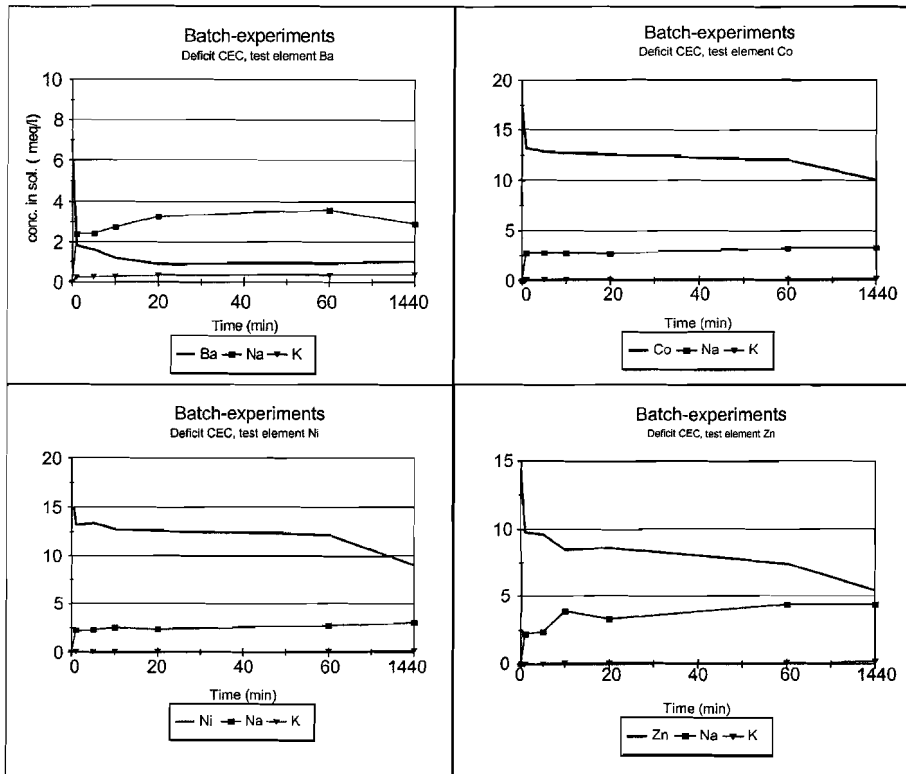 Batch-experiments
Deficit CEC, test element Ba
conc. in sol. ( meq/l)
10
8
6
4
2
0
0 20 40 60 1440
Time (min)
Ba Na K
Batch-experiments
Deficit CEC, test element Co
20
15
10
5
0
0 20 40 60 1440
Time (min)
Co Na K
Batch-experiments
Deficit CEC, test element Ni
20
15
10
5
0
0 20 40 60 1440
Time (min)
Ni Na K
Batch-experiments
Deficit CEC, test element Zn
15
10
5
0
0 20 40 60 1440
Time (min)
Zn Na K